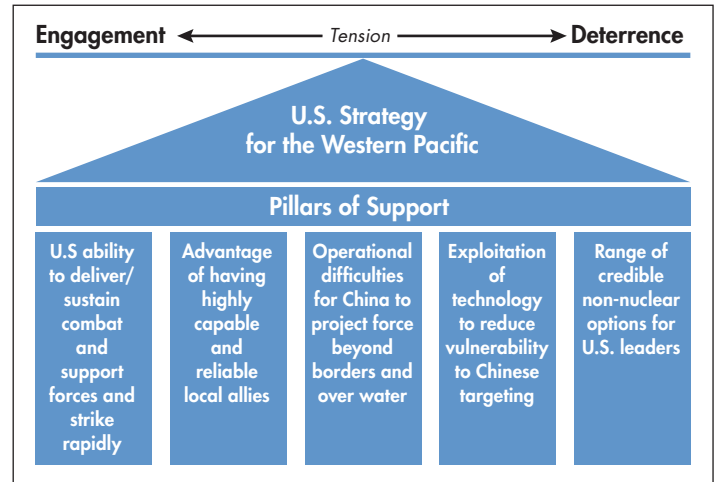 Engagement Tension Deterrence
U.S. Strategy
for the Western Pacific
Pillars of Support
U.S ability
to deliver/
sustain
combat
and
support
forces and
strike
rapidly
Advantage
of having
highly
capable
and
reliable
local allies
Operational
difficulties
for China to
project force
beyond
borders and
over water
Exploitation
of
technology
to reduce
vulnerability
to Chinese
targeting
Range of
credible
non-nuclear
options for
U.S. leaders